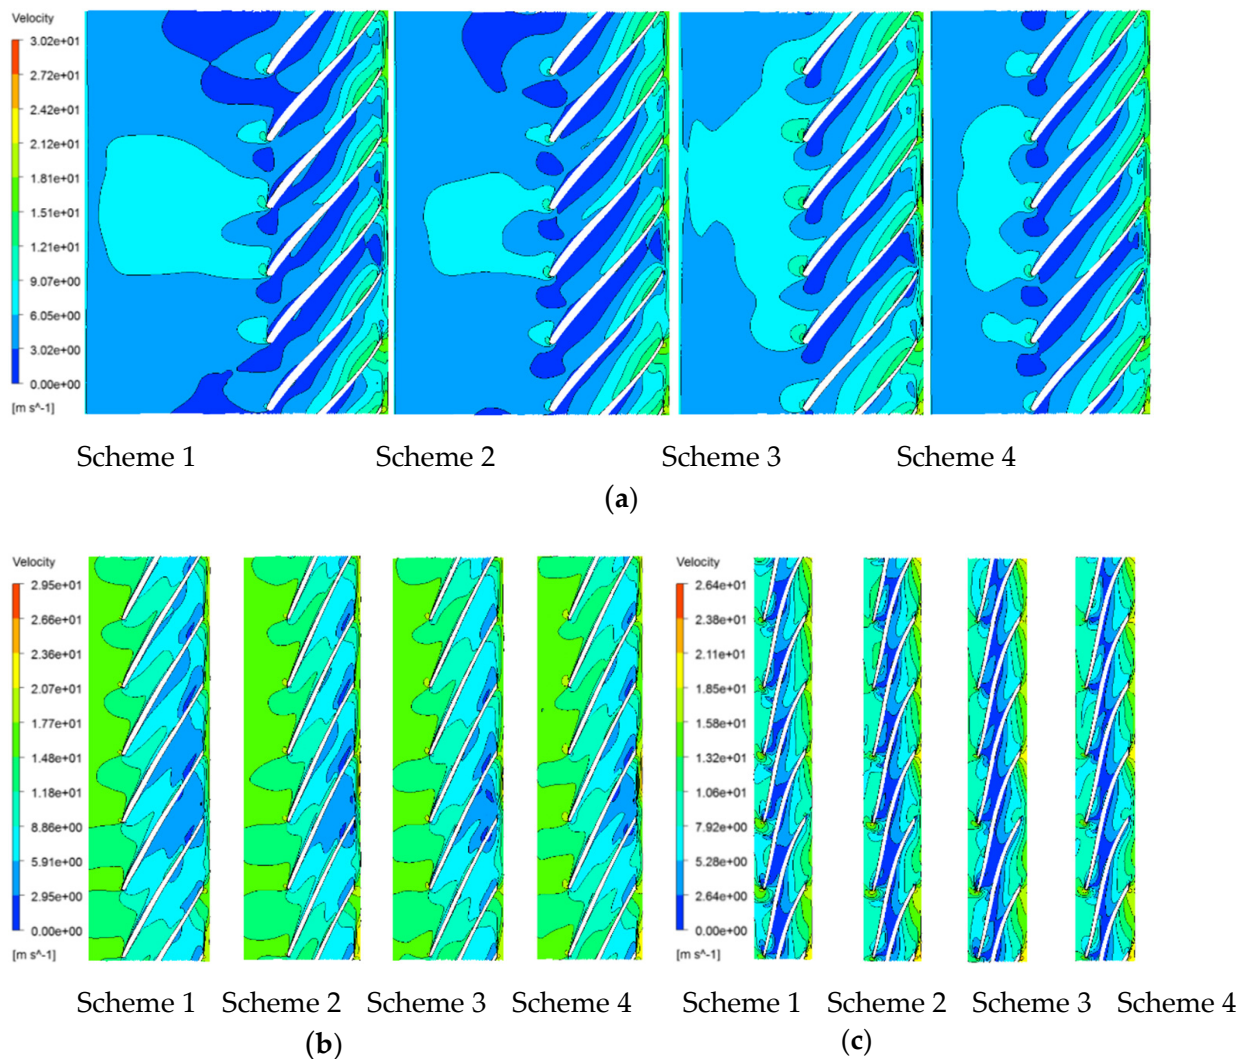 Velocity
3.02e+01
2.72e+01
2.42e+01
2.12e+01
1.81e+01
1.51e+01
1.21e+01
9.07e+00
6.05e+00
3.02e+00
0.00e+00
[m s^-1]
Scheme 1 Scheme 2 Scheme 3 Scheme 4
(a)
Velocity
2.95e+01
2.66e+01
2.36e+01
2.07e+01
1.77e+01
1.48e+01
1.18e+01
8.86e+00
5.91e+00
2.95e+00
0.00e+00
[m s^-1]
Velocity
2.64e+01
2.38e+01
2.11e+01
1.85e+01
1.58e+01
1.32e+01
1.06e+01
7.92e+00
5.28e+00
2.64e+00
0.00e+00
[m s^-1]
Scheme 1 Scheme 2 Scheme 3 Scheme 4 Scheme 1 Scheme 2 Scheme 3 Scheme 4
(b) (c)